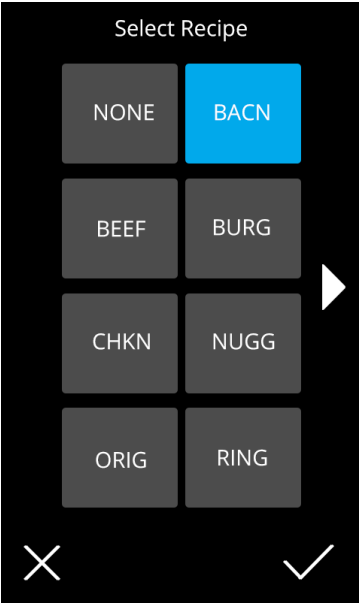 Select Recipe
NONE BACN
BEEF BURG
CHKN NUGG
ORIG RING